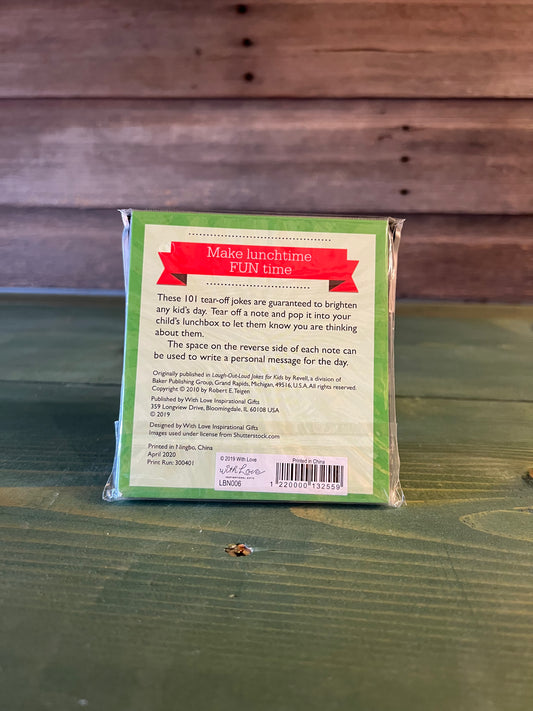 Make lunchtime
FUN time
These 101 tear-off jokes are guaranteed to brighten
any kid's day. Tear off a note and pop it into your
child's lunchbox to let them know you are thinking
about them.
The space on the reverse side of each note can
be used to write a personal message for the day.
Originally published in Laugh-Out-Loud Jokes for Kids by Revell, a division of
Baker Publishing Group, Grand Rapids, Michigan, 49516, U.S.A. All rights reserved.
Copyright © 2010 by Robert E. Teigen
Published by With Love Inspirational Gifts
359 Longview Drive, Bloomingdale, IL 60108 USA
© 2019
Designed by With Love Inspirational Gifts
Images used under license from Shutterstock.com
Printed in Ningbo, China
April 2020
Print Run: 300401
© 2019 With Love
Printed in China
With Love
INSPIRATIONAL GIFTS
LBN006
1 220000 132559